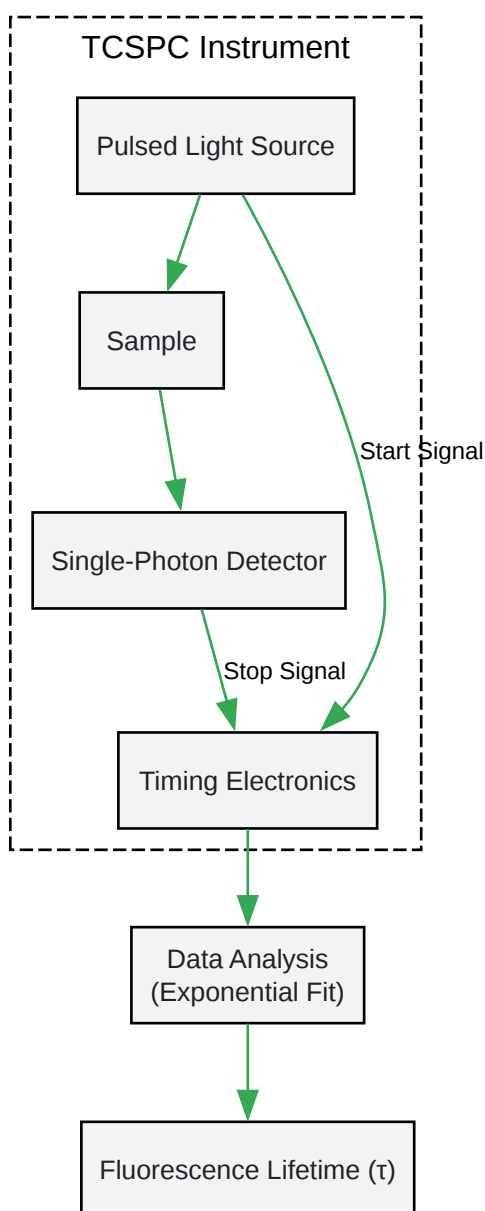 TCSPC Instrument
Pulsed Light Source
Sample
Start Signal
Single-Photon Detector
Stop Signal
Timing Electronics
Data Analysis
(Exponential Fit)
Fluorescence Lifetime (τ)